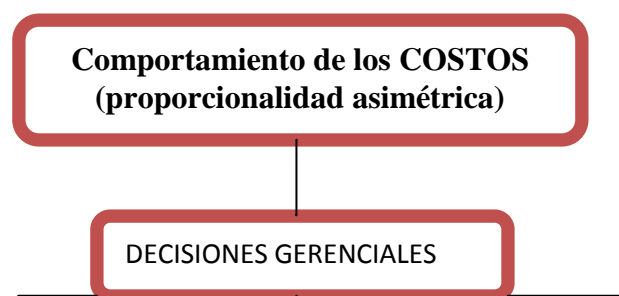 Comportamiento de los COSTOS
(proporcionalidad asimétrica)
DECISIONES GERENCIALES